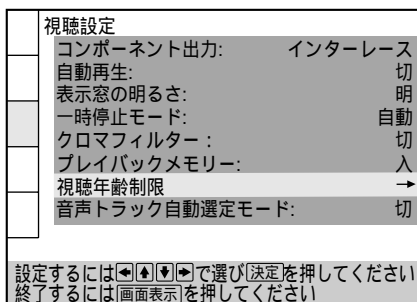 視聴設定
コンポーネント出力: インターレース
自動再生: 切
表示窓の明るさ: 明
一時停止モード: 自動
クロマフィルター : 切
プレイバックメモリー: 入
視聴年齢制限 →
音声トラック自動選定モード: 切
設定するには←↑↓→で選び決定を押してください
終了するには画面表示を押してください